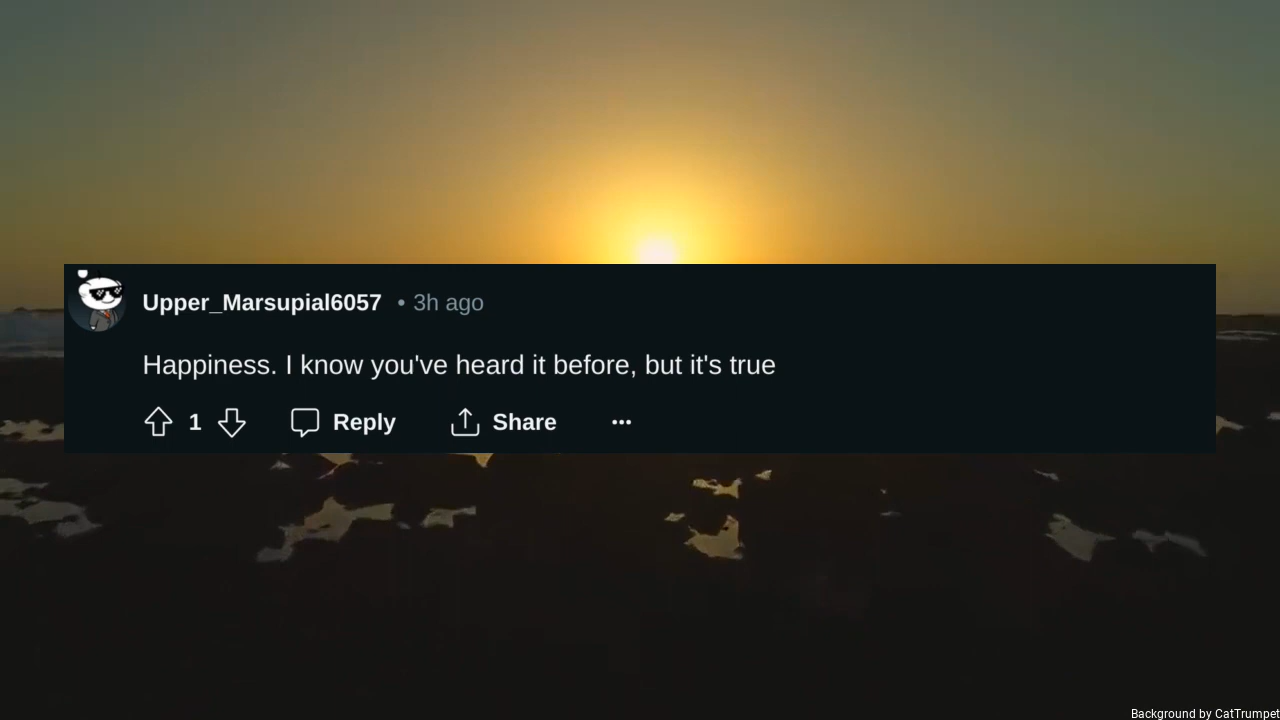 Upper_Marsupial6057 • 3h ago
Happiness. I know you've heard it before, but it's true
1 Reply Share ···
Background by CatTrumpet